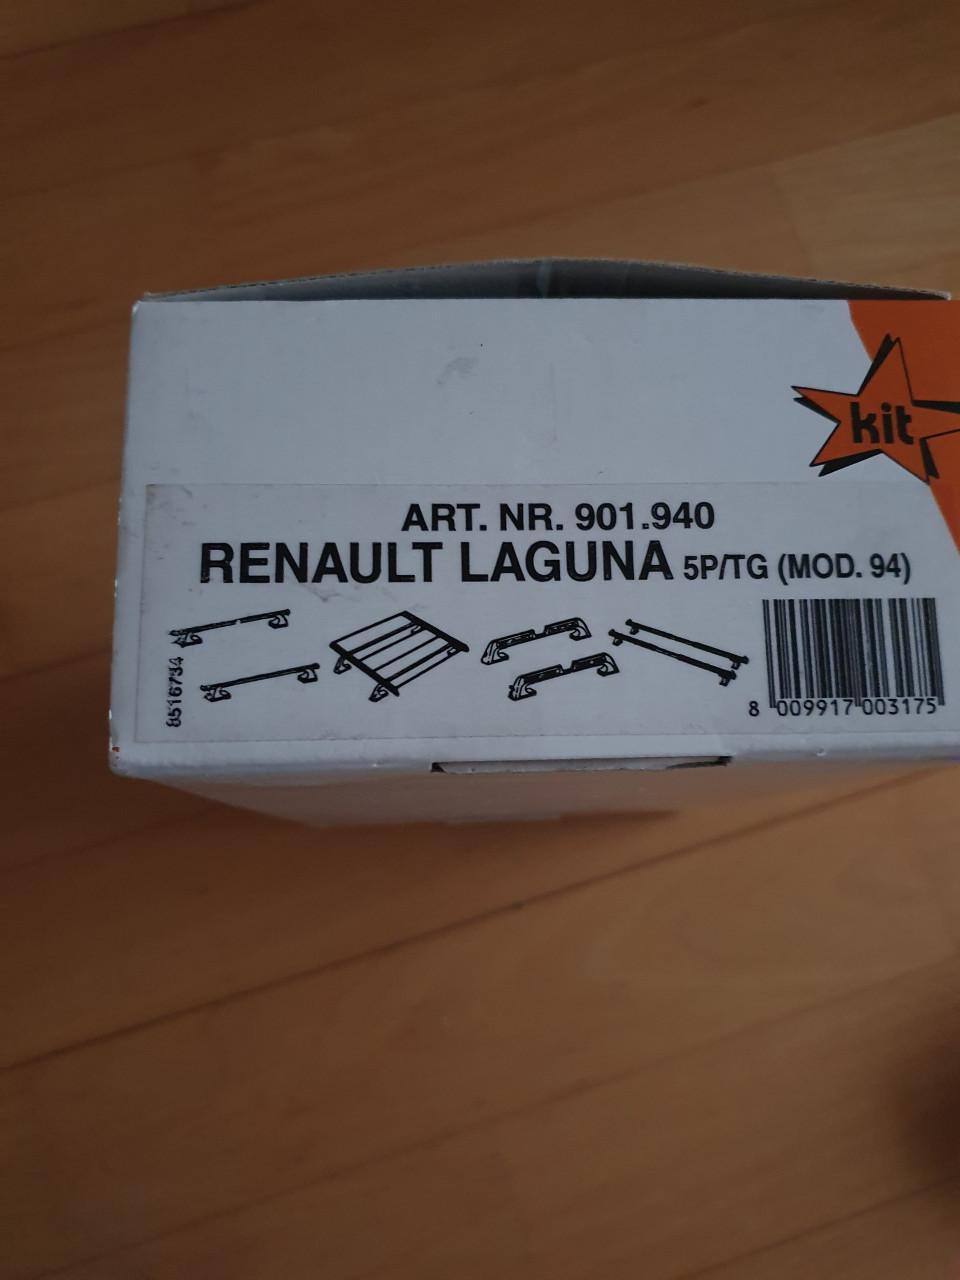 kit
ART. NR. 901.940
RENAULT LAGUNA 5P/TG (MOD. 94)
8516734
8 009917 003175